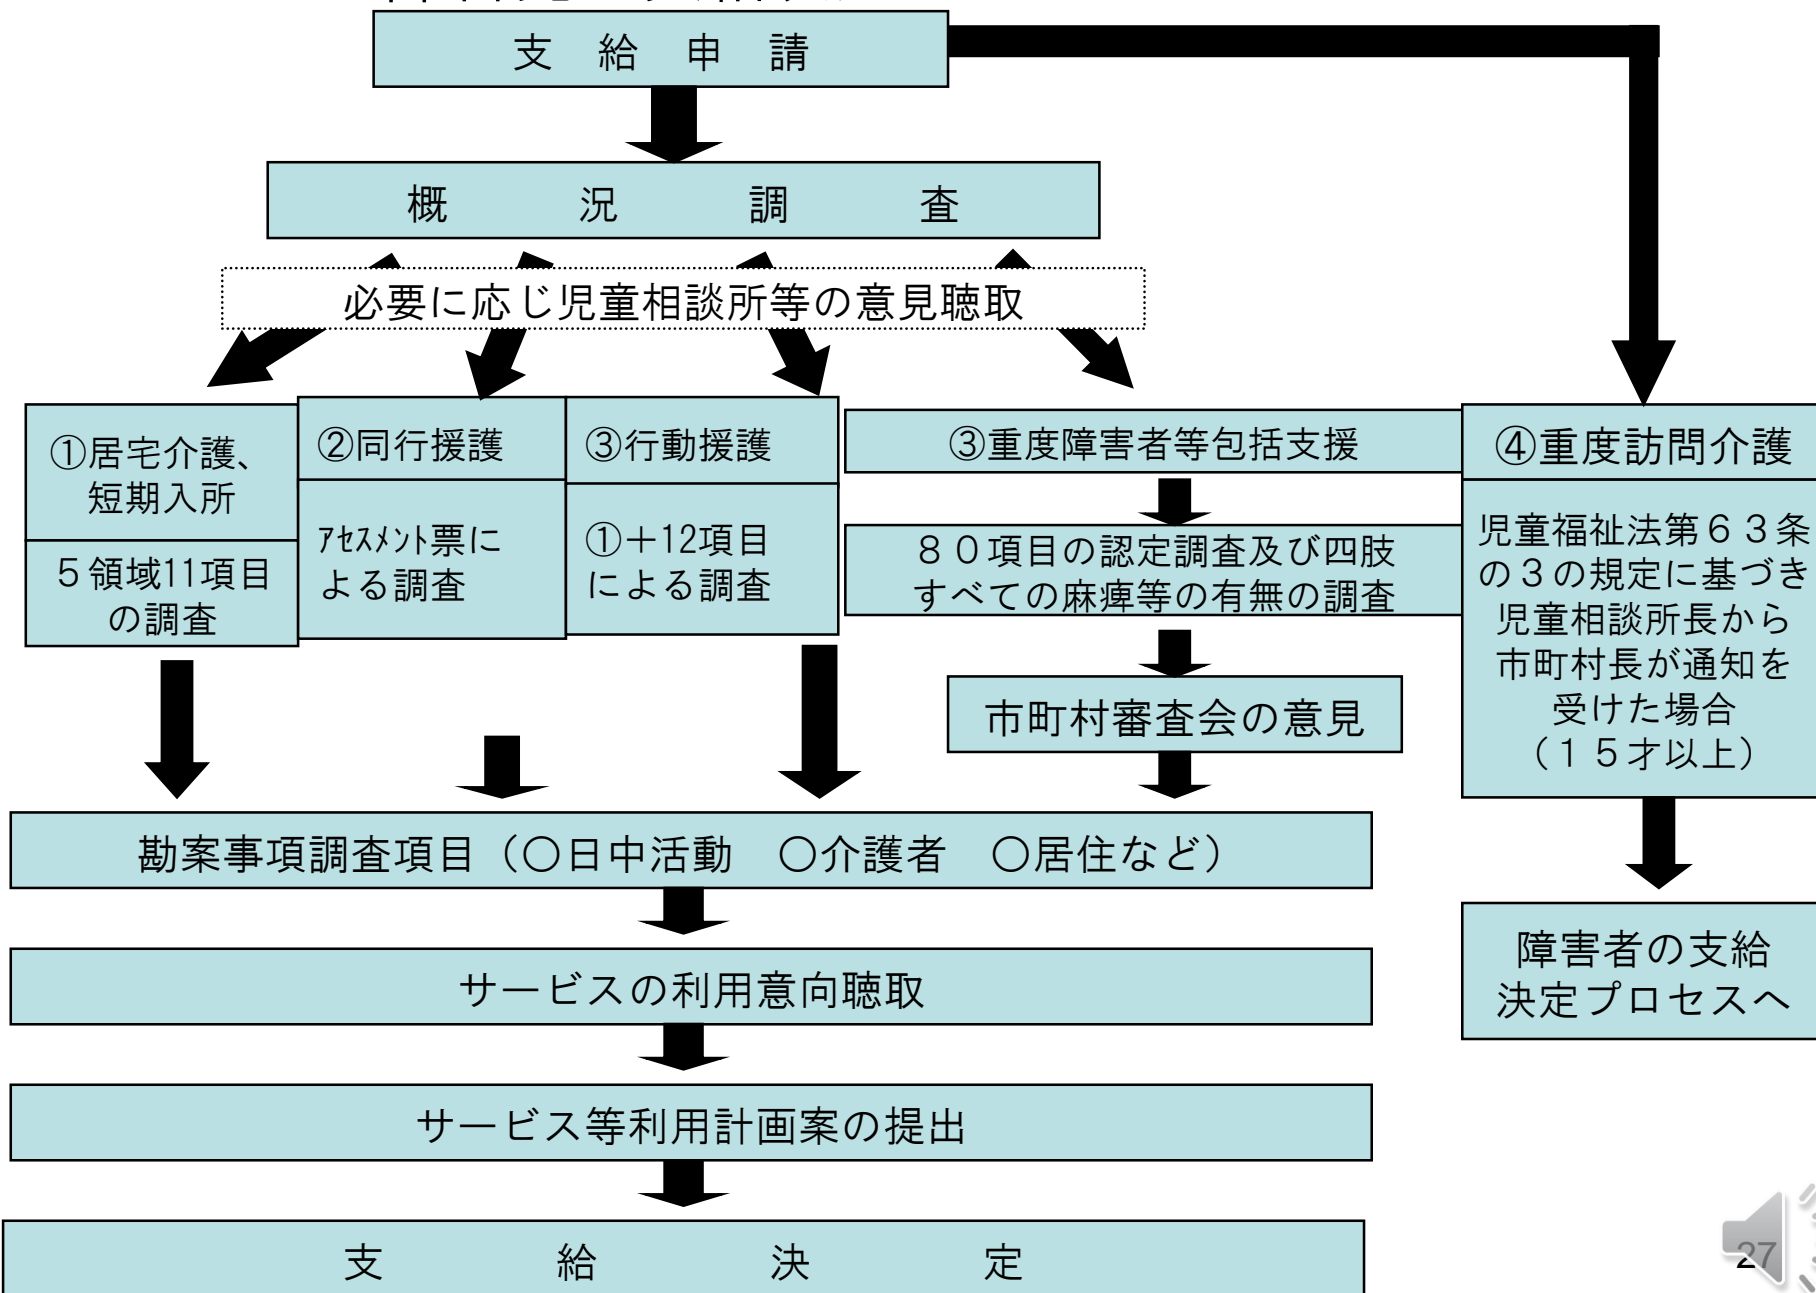 支　給　申　請
概　況　調　査
必要に応じ児童相談所等の意見聴取
①居宅介護、
短期入所
５領域11項目
の調査
②同行援護
ｱｾｽﾒﾝﾄ票に
よる調査
③行動援護
①＋12項目
による調査
③重度障害者等包括支援
８０項目の認定調査及び四肢
すべての麻痺等の有無の調査
市町村審査会の意見
④重度訪問介護
児童福祉法第６３条
の３の規定に基づき
児童相談所長から
市町村長が通知を
受けた場合
（１５才以上）
勘案事項調査項目（○日中活動　○介護者　○居住など）
障害者の支給
決定プロセスへ
サービスの利用意向聴取
サービス等利用計画案の提出
支　給　決　定
27